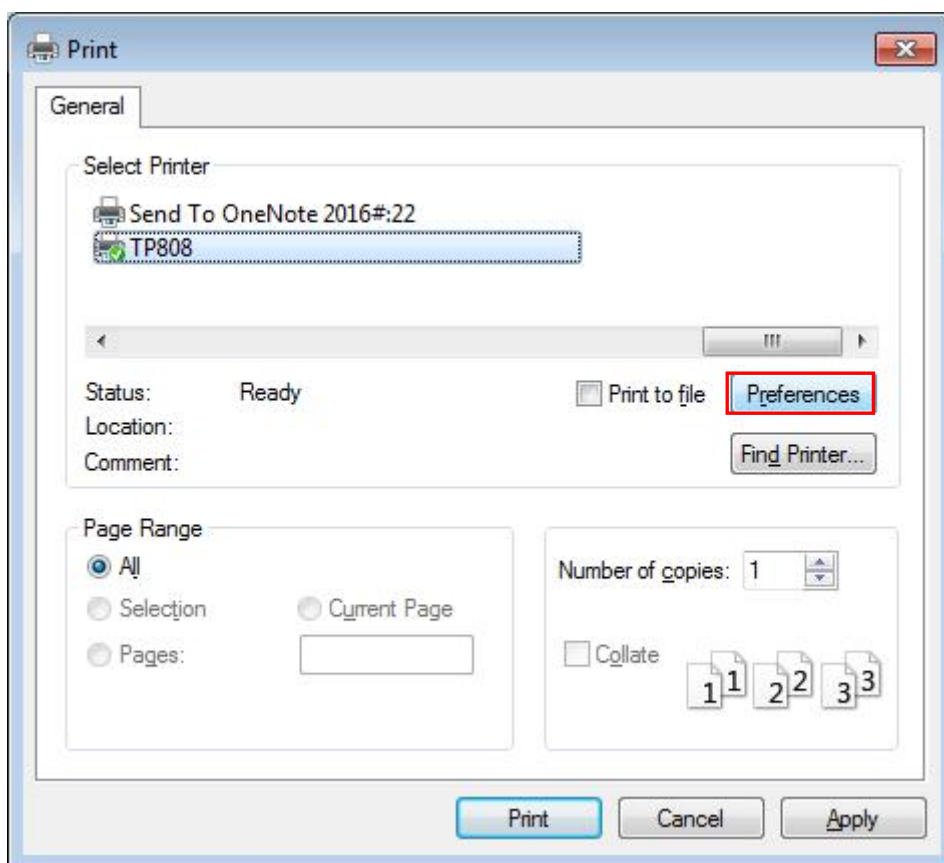 Print
General
Select Printer
Send To OneNote 2016#:22
TP808
Status: Ready
Print to file Preferences
Location:
Comment:
Find Printer...
Page Range
All
Selection Current Page
Pages:
Number of copies: 1
Collate
1 1 2 2 3 3
Print Cancel Apply